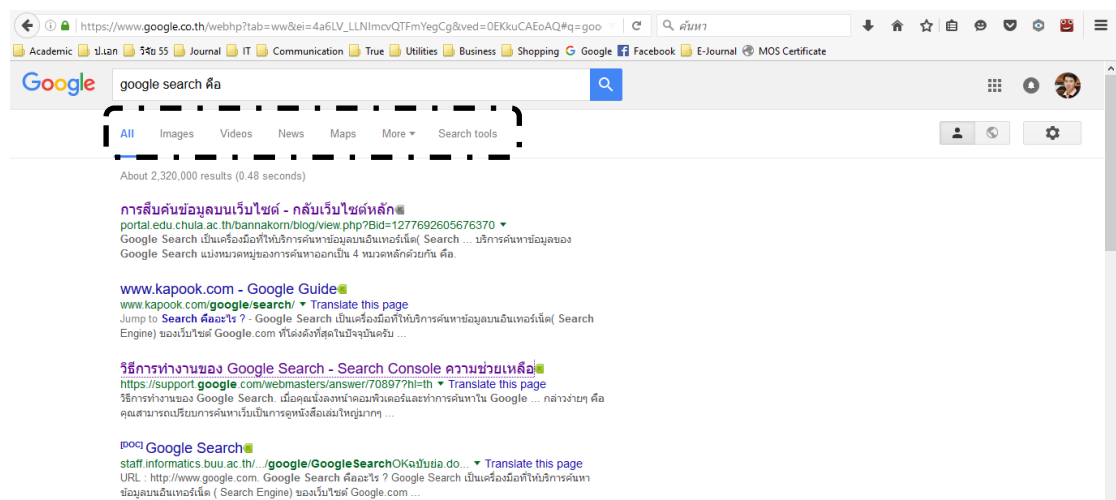 https://www.google.co.th/webhp?tab=ww&ei=4a6LV_LLNImcvQTFmYegCg&ved=0EKkuCAEoAQ#q=goo
ค้นหา
Academic ป.เอก วิจัย 55 Journal IT Communication True Utilities Business Shopping Google Facebook E-Journal MOS Certificate
Google
google search คือ
All Images Videos News Maps More Search tools
About 2,320,000 results (0.48 seconds)
การสืบค้นข้อมูลบนเว็บไซต์ - กลับเว็บไซต์หลัก
portal.edu.chula.ac.th/bannakorn/blog/view.php?Bid=1277692605676370
Google Search เป็นเครื่องมือที่ให้บริการค้นหาข้อมูลบนอินเทอร์เน็ต( Search ... บริการค้นหาข้อมูลของ
Google Search แบ่งหมวดหมู่ของการค้นหาออกเป็น 4 หมวดหลักด้วยกัน คือ.
www.kapook.com - Google Guide
www.kapook.com/google/search/ Translate this page
Jump to Search คืออะไร ? - Google Search เป็นเครื่องมือที่ให้บริการค้นหาข้อมูลบนอินเทอร์เน็ต( Search
Engine) ของเว็บไซต์ Google.com ที่โด่งดังที่สุดในปัจจุบันครับ ...
วิธีการทำงานของ Google Search - Search Console ความช่วยเหลือ
https://support.google.com/webmasters/answer/70897?hl=th Translate this page
วิธีการทำงานของ Google Search. เมื่อคุณนั่งลงหน้าคอมพิวเตอร์และทำการค้นหาใน Google ... กล่าวง่ายๆ คือ
คุณสามารถเปรียบการค้นหาเว็บเป็นการดูหนังสือเล่มใหญ่มากๆ ...
[DOC] Google Search
staff.informatics.buu.ac.th/.../google/GoogleSearchOKฉบับย่อ.do... Translate this page
URL : http://www.google.com. Google Search คืออะไร ? Google Search เป็นเครื่องมือที่ให้บริการค้นหา
ข้อมูลบนอินเทอร์เน็ต ( Search Engine) ของเว็บไซต์ Google.com ...